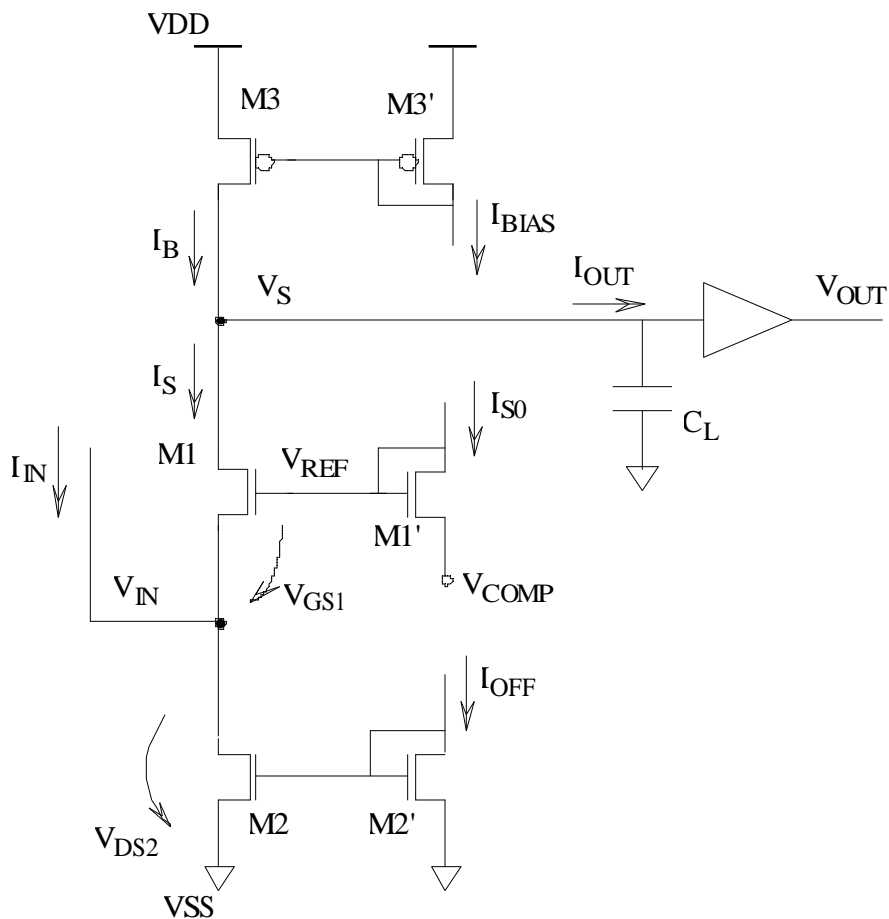 VDD
M3
M3'
I_B
I_BIAS
V_S
I_OUT
V_OUT
I_S
I_S0
C_L
I_IN
M1
V_REF
M1'
V_IN
V_GS1
V_COMP
I_OFF
V_DS2
M2
M2'
VSS